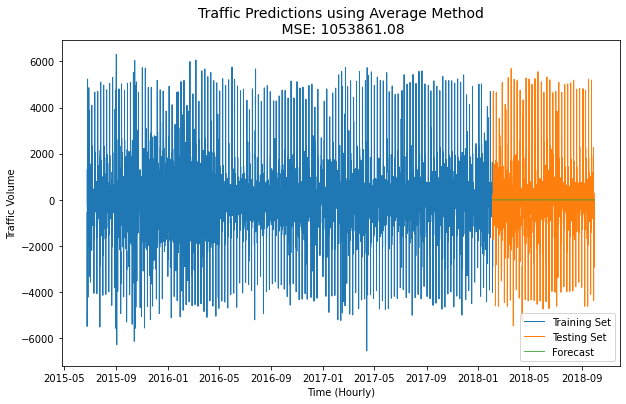 Traffic Predictions using Average Method
MSE: 1053861.08
Traffic Volume
6000
4000
2000
0
−2000
−4000
−6000
2015-05 2015-09 2016-01 2016-05 2016-09 2017-01 2017-05 2017-09 2018-01 2018-05 2018-09
Time (Hourly)
Training Set
Testing Set
Forecast